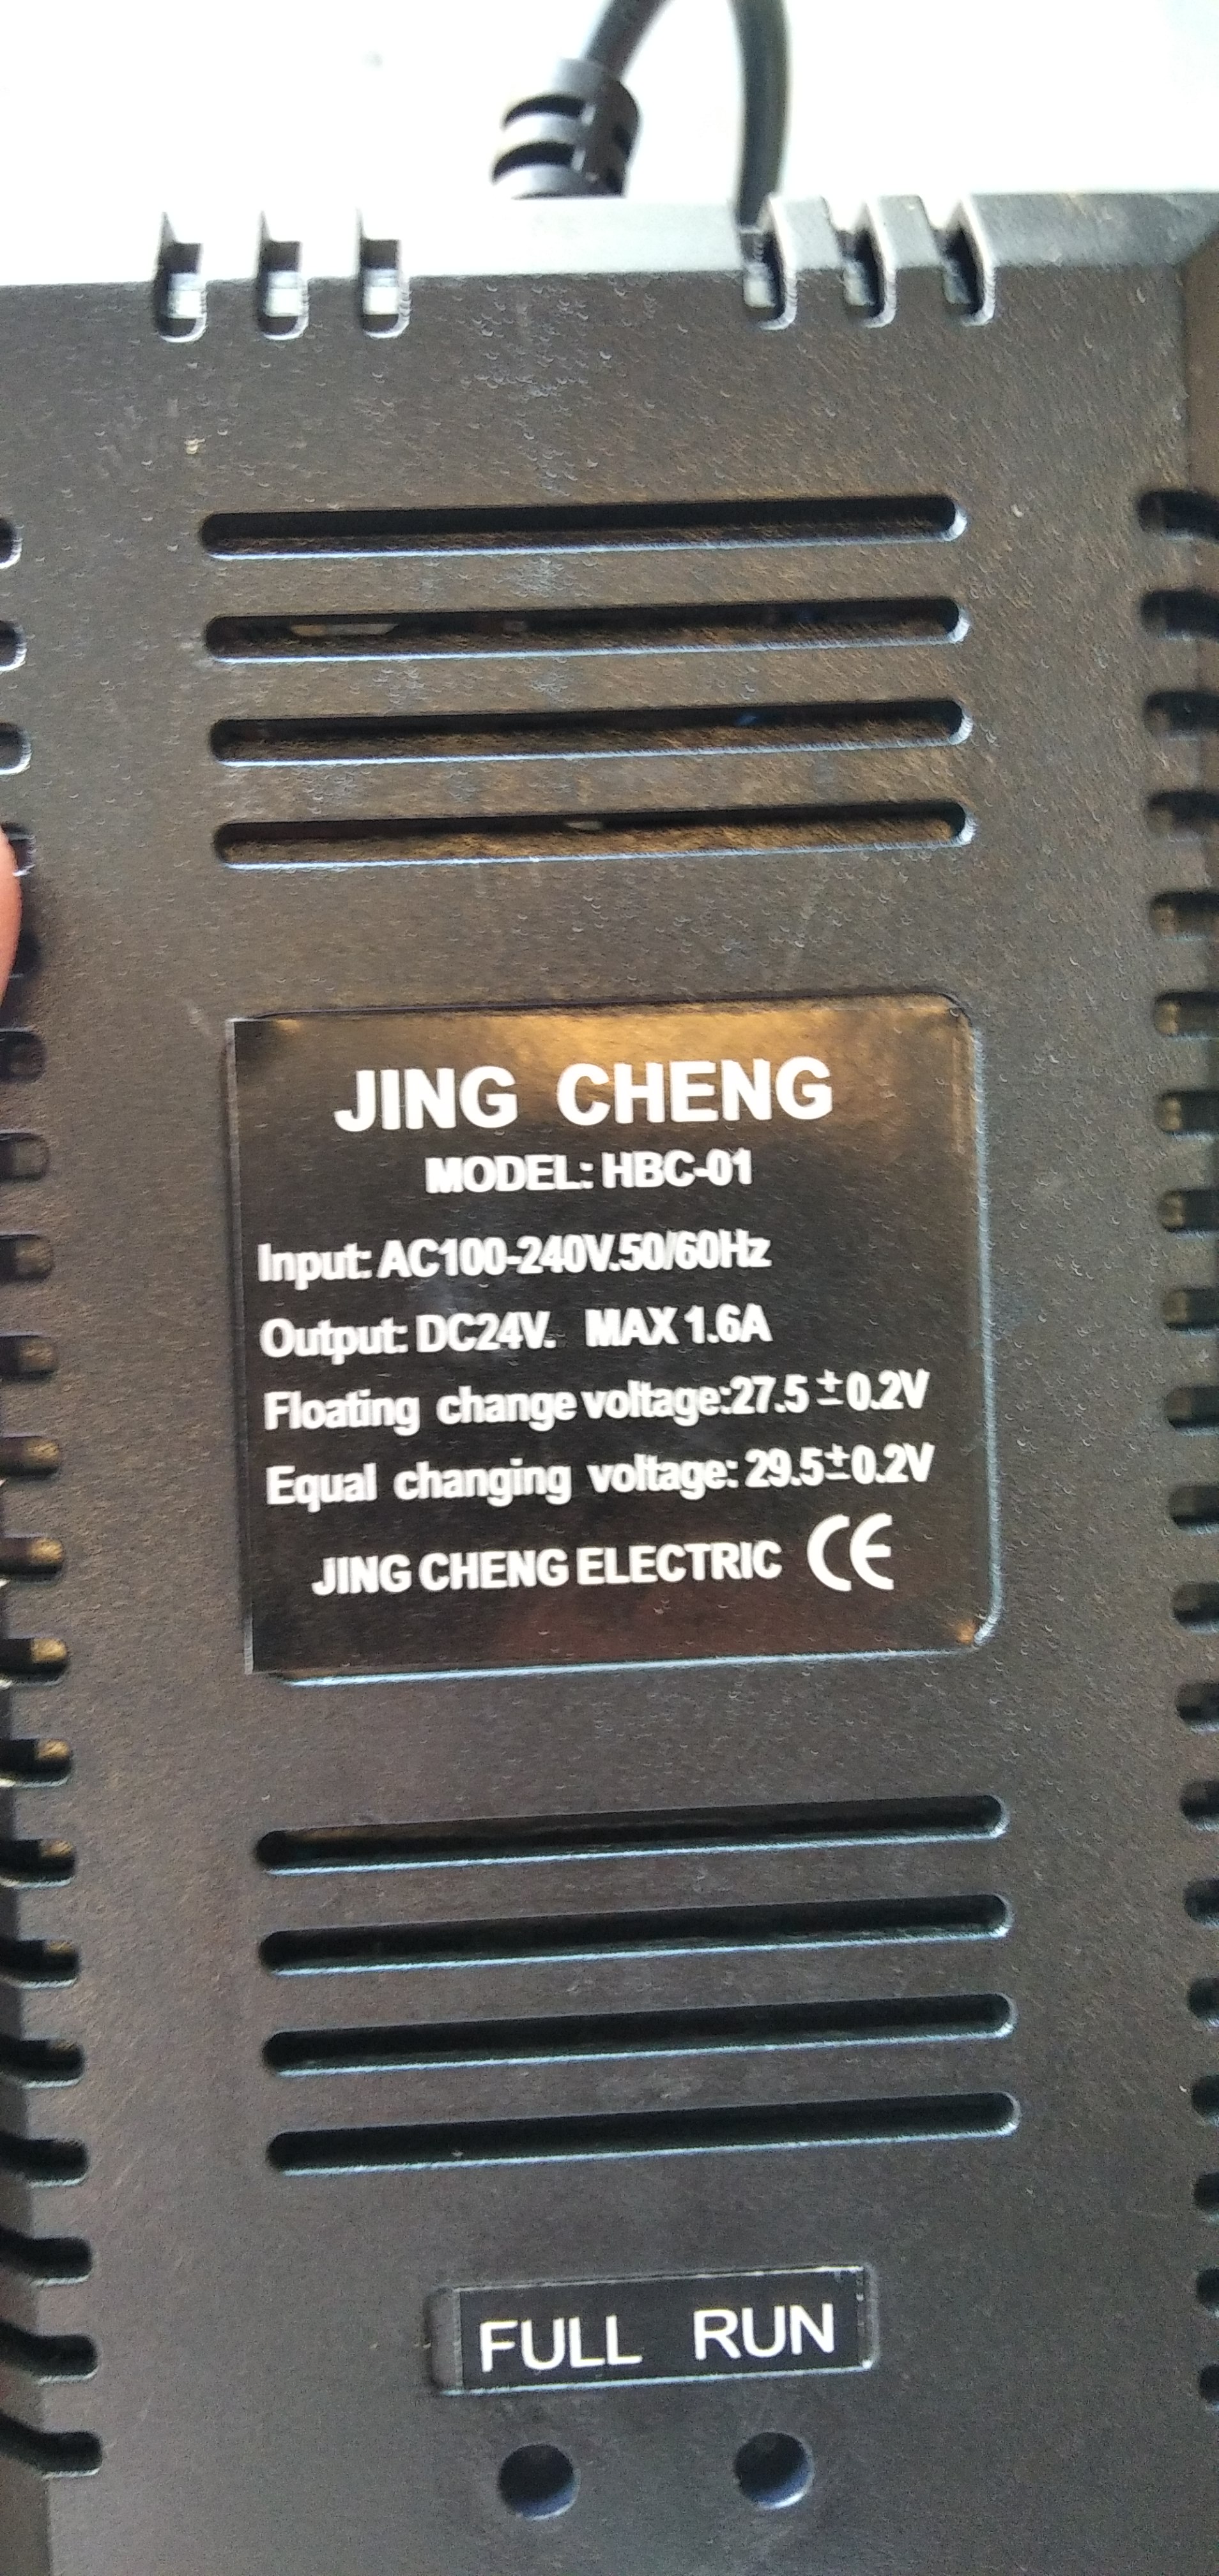 JING CHENG
MODEL: HBC-01
Input: AC100-240V.50/60Hz
Output: DC24V. MAX 1.6A
Floating change voltage:27.5±0.2V
Equal changing voltage: 29.5±0.2V
JING CHENG ELECTRIC CE
FULL RUN